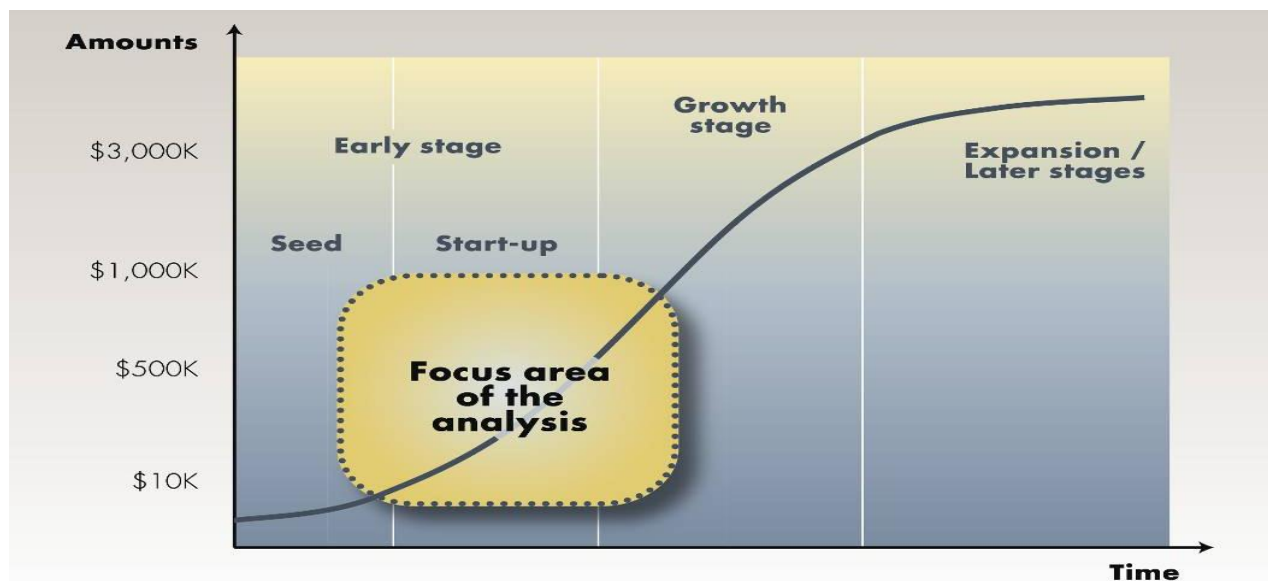 Amounts
Growth
stage
Early stage
$3,000K
Expansion /
Later stages
Seed
Start-up
$1,000K
$500K
Focus area
of the
analysis
$10K
Time